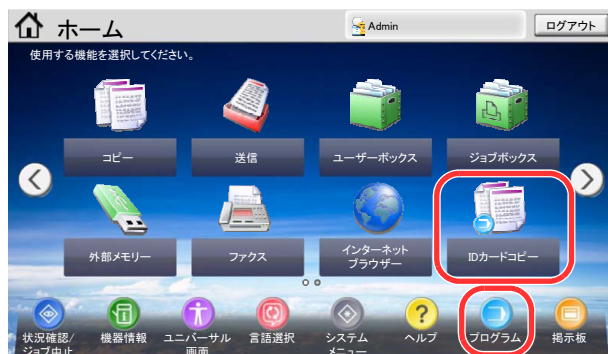 ホーム
Admin
ログアウト
使用する機能を選択してください。
コピー
送信
ユーザーボックス
ジョブボックス
外部メモリー
ファクス
インターネット
ブラウザー
IDカードコピー
状況確認/
ジョブ中止
機器情報
ユニバーサル
画面
言語選択
システム
メニュー
ヘルプ
プログラム
掲示板